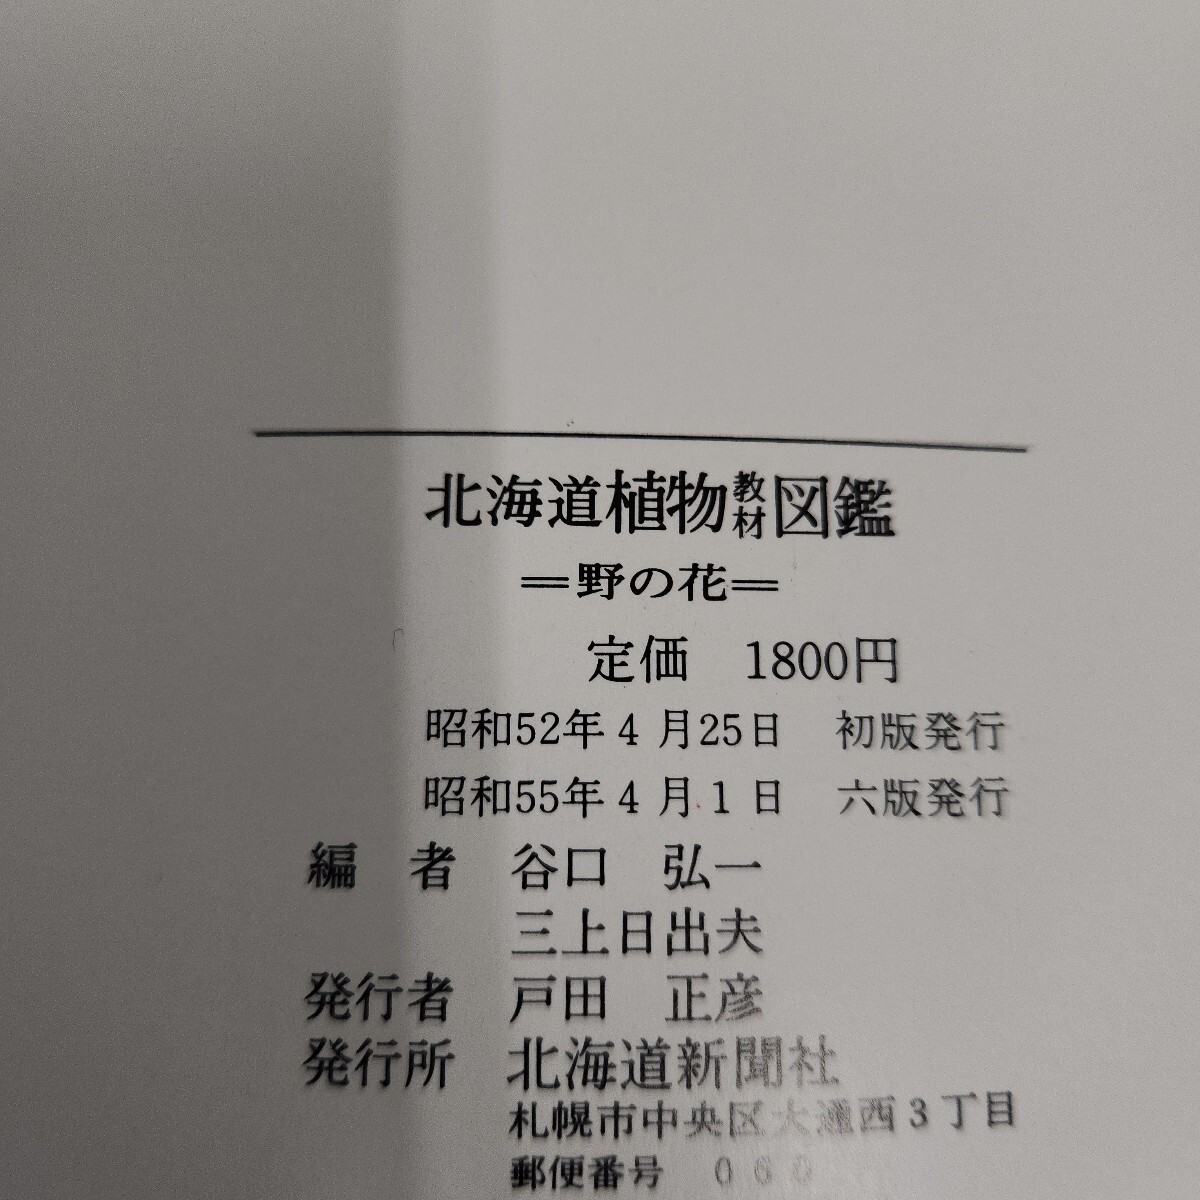 北海道植物教材図鑑
＝野の花＝
定価　1800円
昭和52年4月25日　初版発行
昭和55年4月1日　六版発行
編　者　谷口　弘一
三上日出夫
発行者　戸田　正彦
発行所　北海道新聞社
札幌市中央区大通西3丁目
郵便番号　060